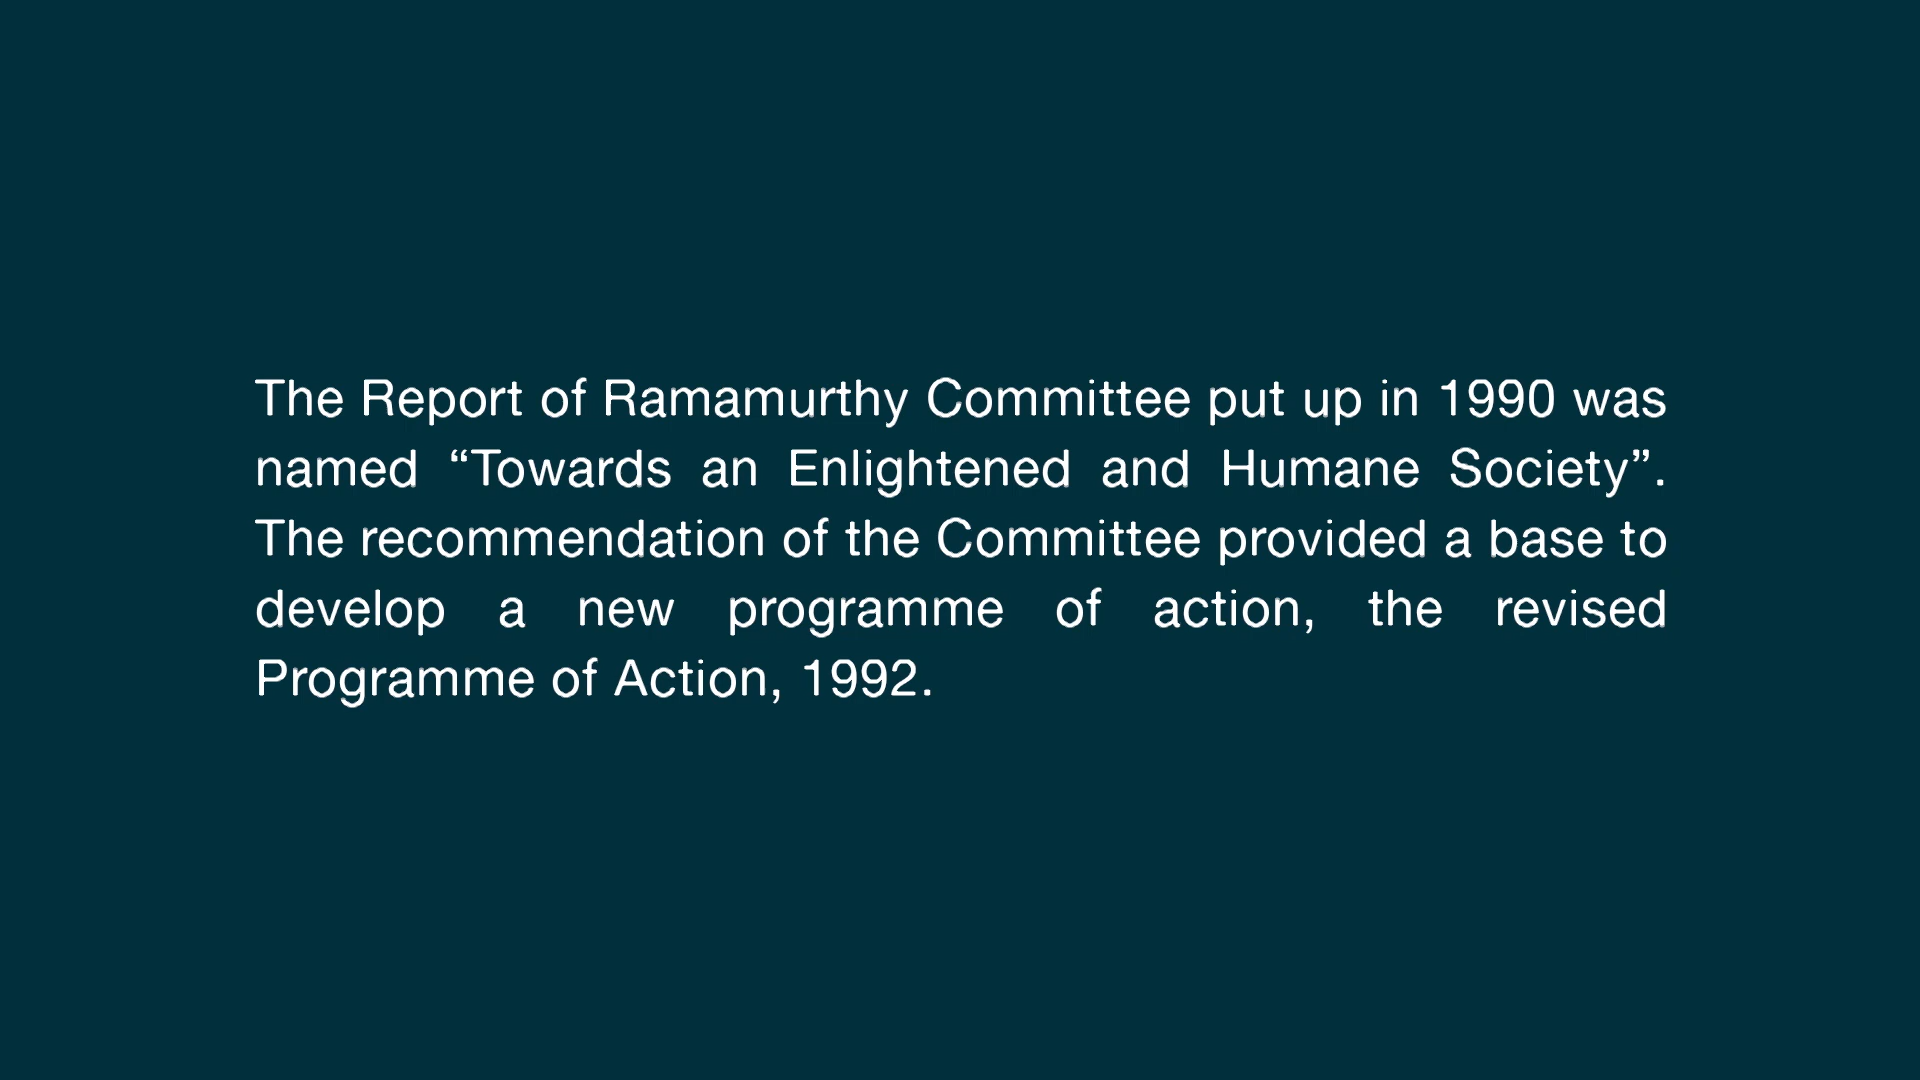 The Report of Ramamurthy Committee put up in 1990 was
named “Towards an Enlightened and Humane Society”.
The recommendation of the Committee provided a base to
develop a new programme of action, the revised
Programme of Action, 1992.